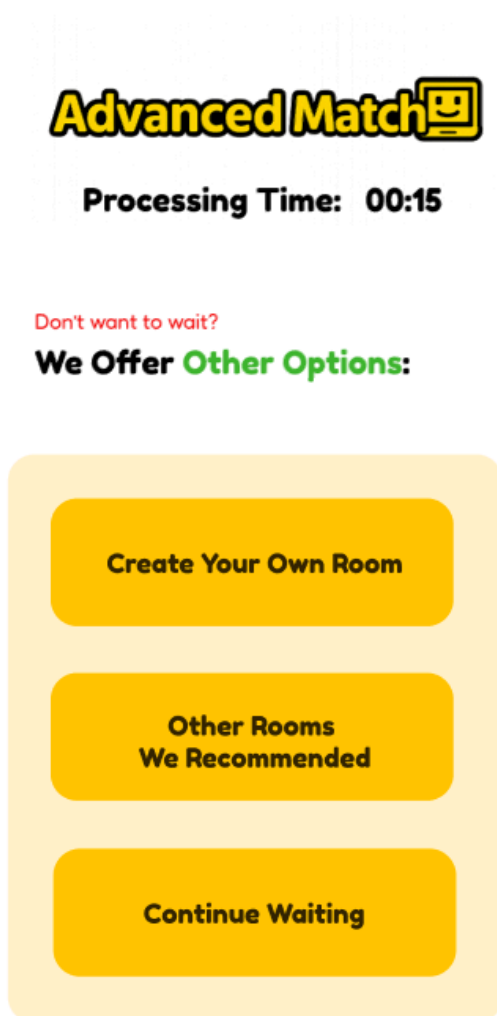 Advanced Match
Processing Time: 00:15
Don't want to wait?
We Offer Other Options:
Create Your Own Room
Other Rooms
We Recommended
Continue Waiting